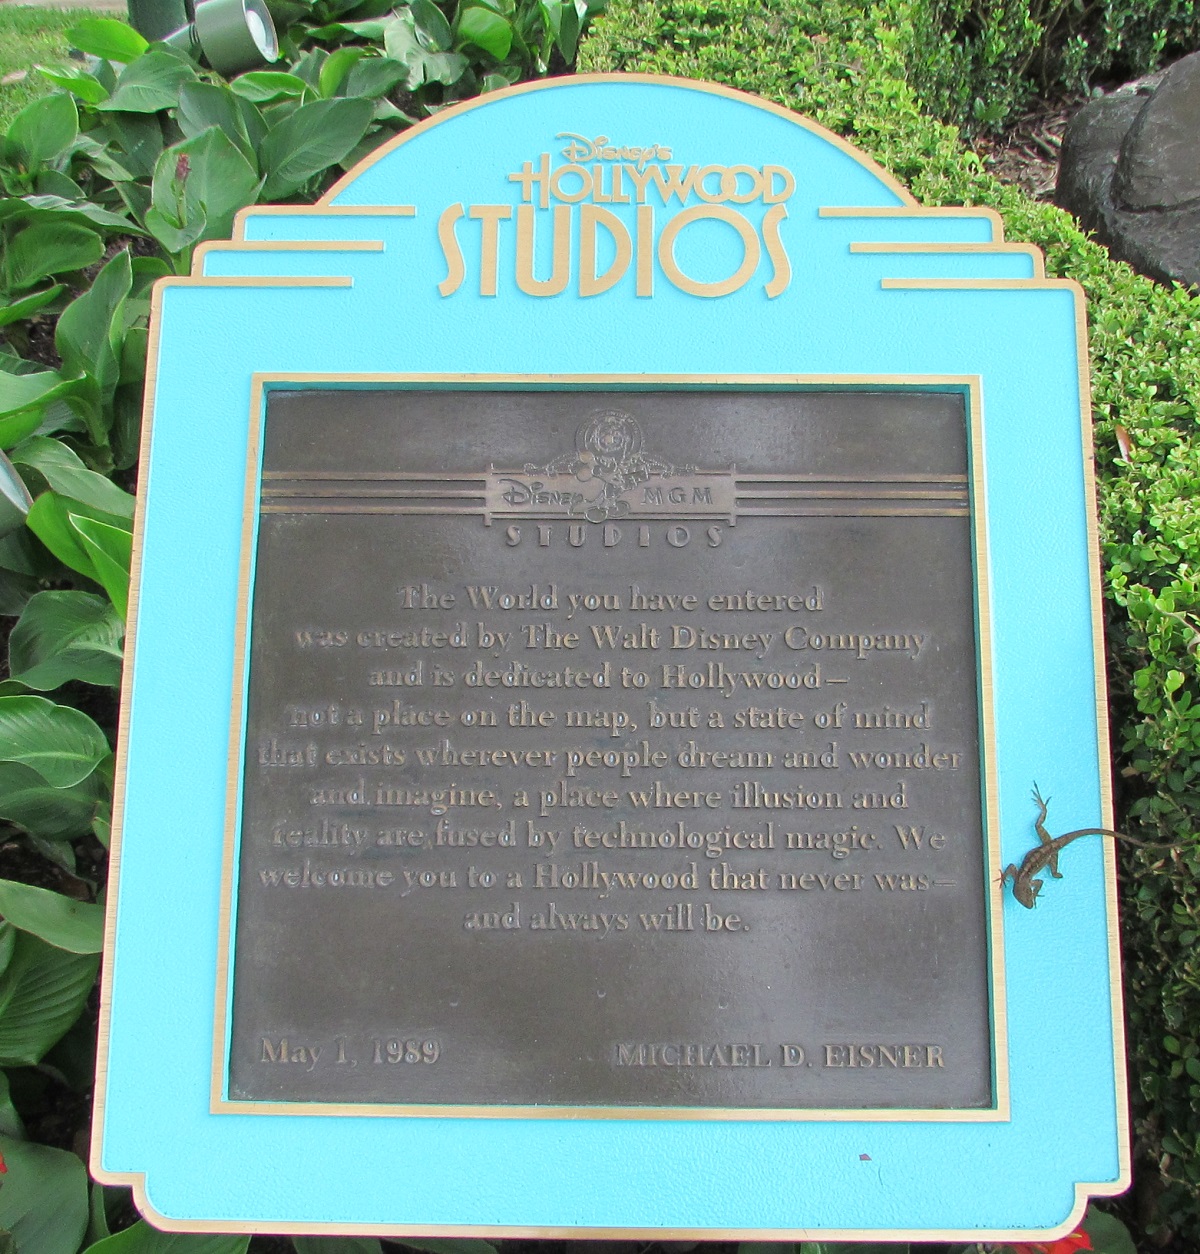 Disney's
HOLLYWOOD
STUDIOS
DISNEY MGM
STUDIOS
The World you have entered
was created by The Walt Disney Company
and is dedicated to Hollywood—
not a place on the map, but a state of mind
that exists wherever people dream and wonder
and imagine, a place where illusion and
reality are fused by technological magic. We
welcome you to a Hollywood that never was—
and always will be.
May 1, 1989 MICHAEL D. EISNER